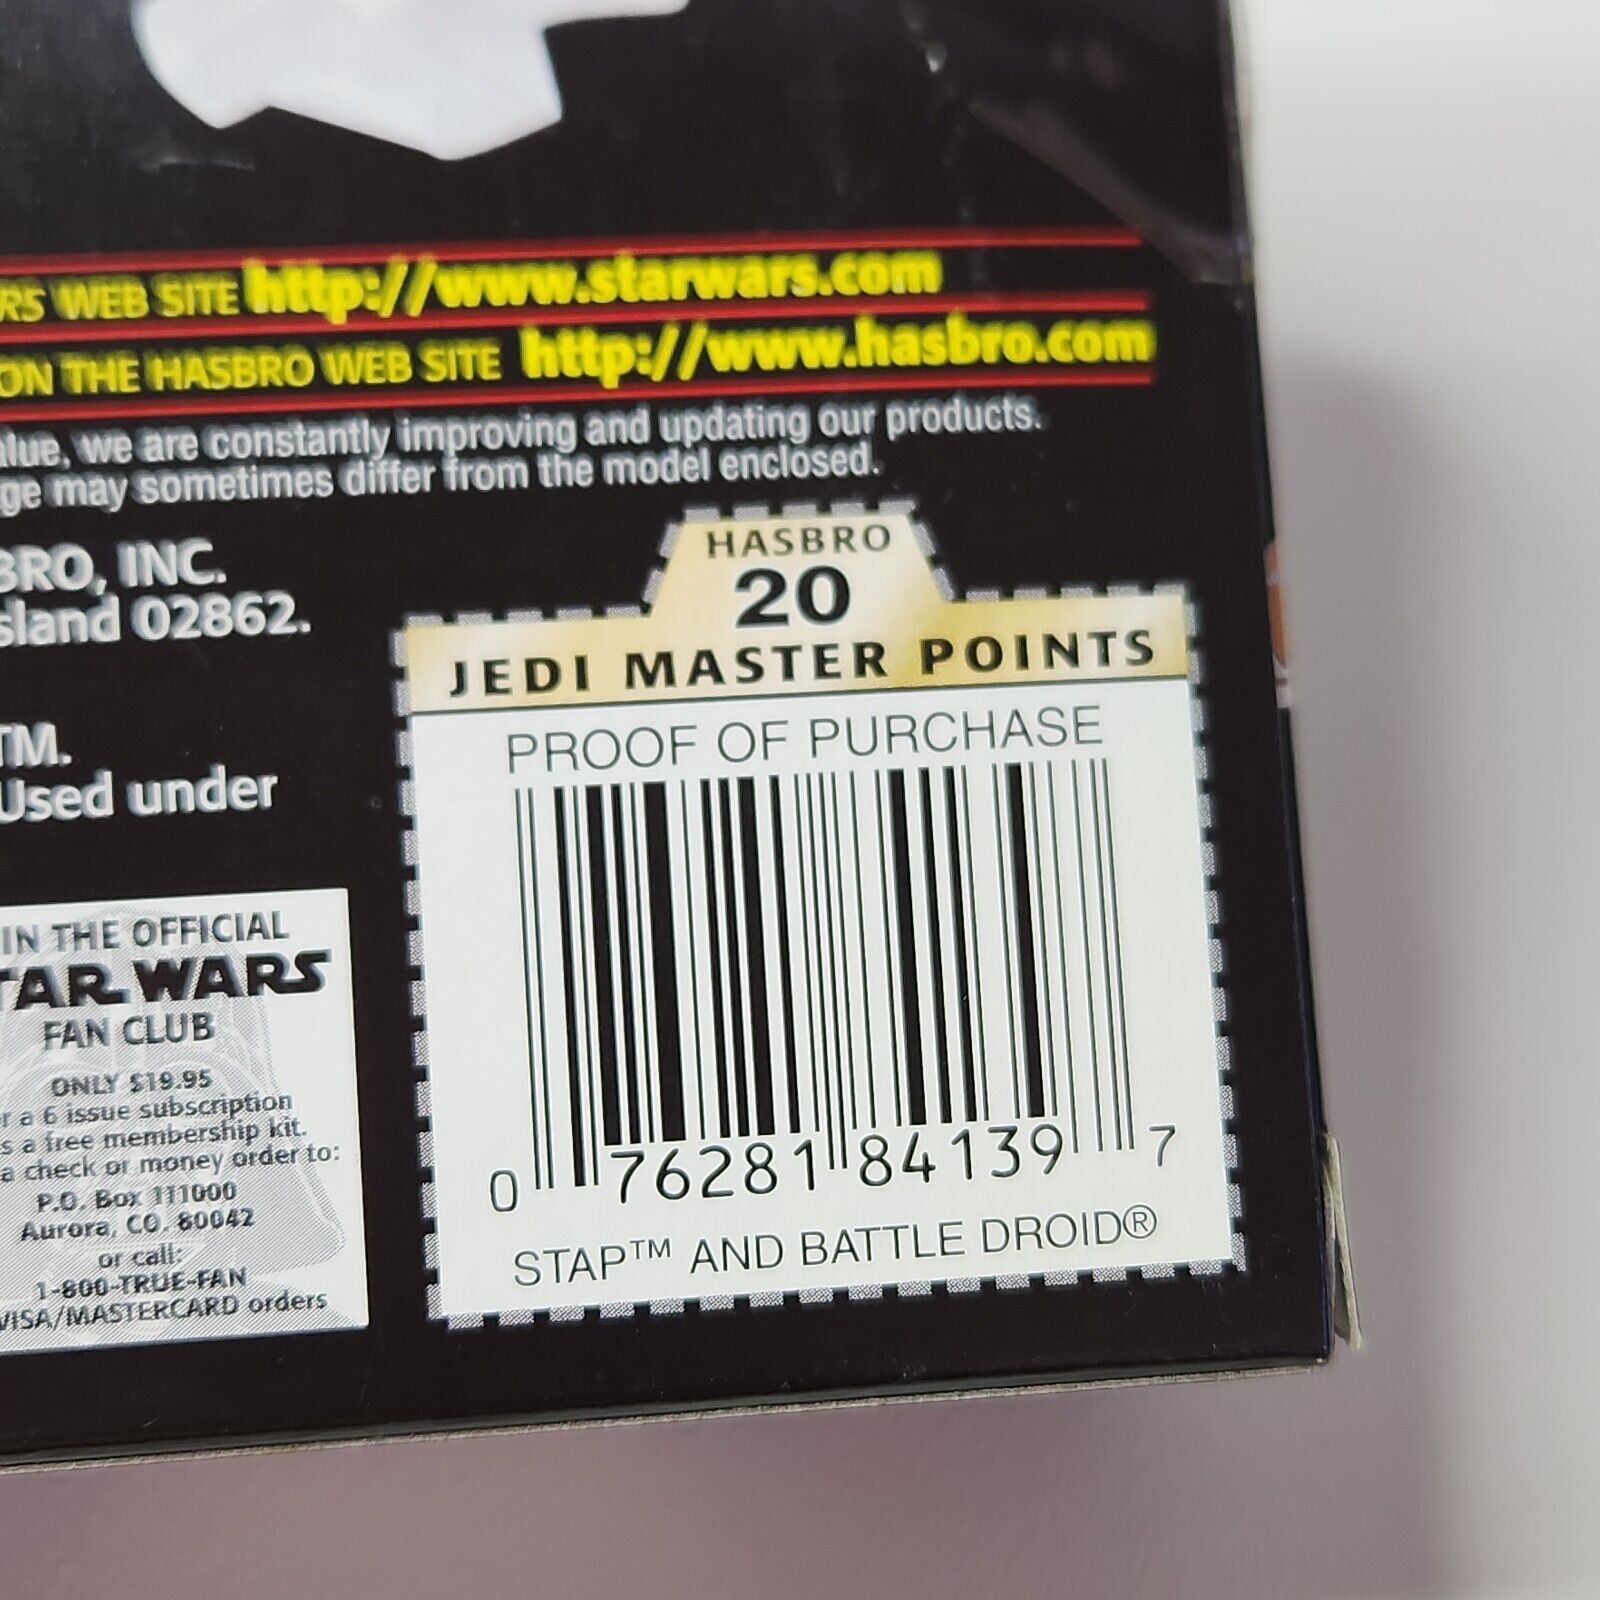 RS WEB SITE http://www.starwars.com
ON THE HASBRO WEB SITE http://www.hasbro.com
alue, we are constantly improving and updating our products.
ge may sometimes differ from the model enclosed.
BRO, INC.
sland 02862.
TM.
Used under
HASBRO
20
JEDI MASTER POINTS
PROOF OF PURCHASE
0 76281 84139 7
STAP™ AND BATTLE DROID®
IN THE OFFICIAL
TAR WARS
FAN CLUB
ONLY $19.95
r a 6 issue subscription
s a free membership kit.
a check or money order to:
P.O. Box 111000
Aurora, CO. 80042
or call:
1-800-TRUE-FAN
VISA/MASTERCARD orders